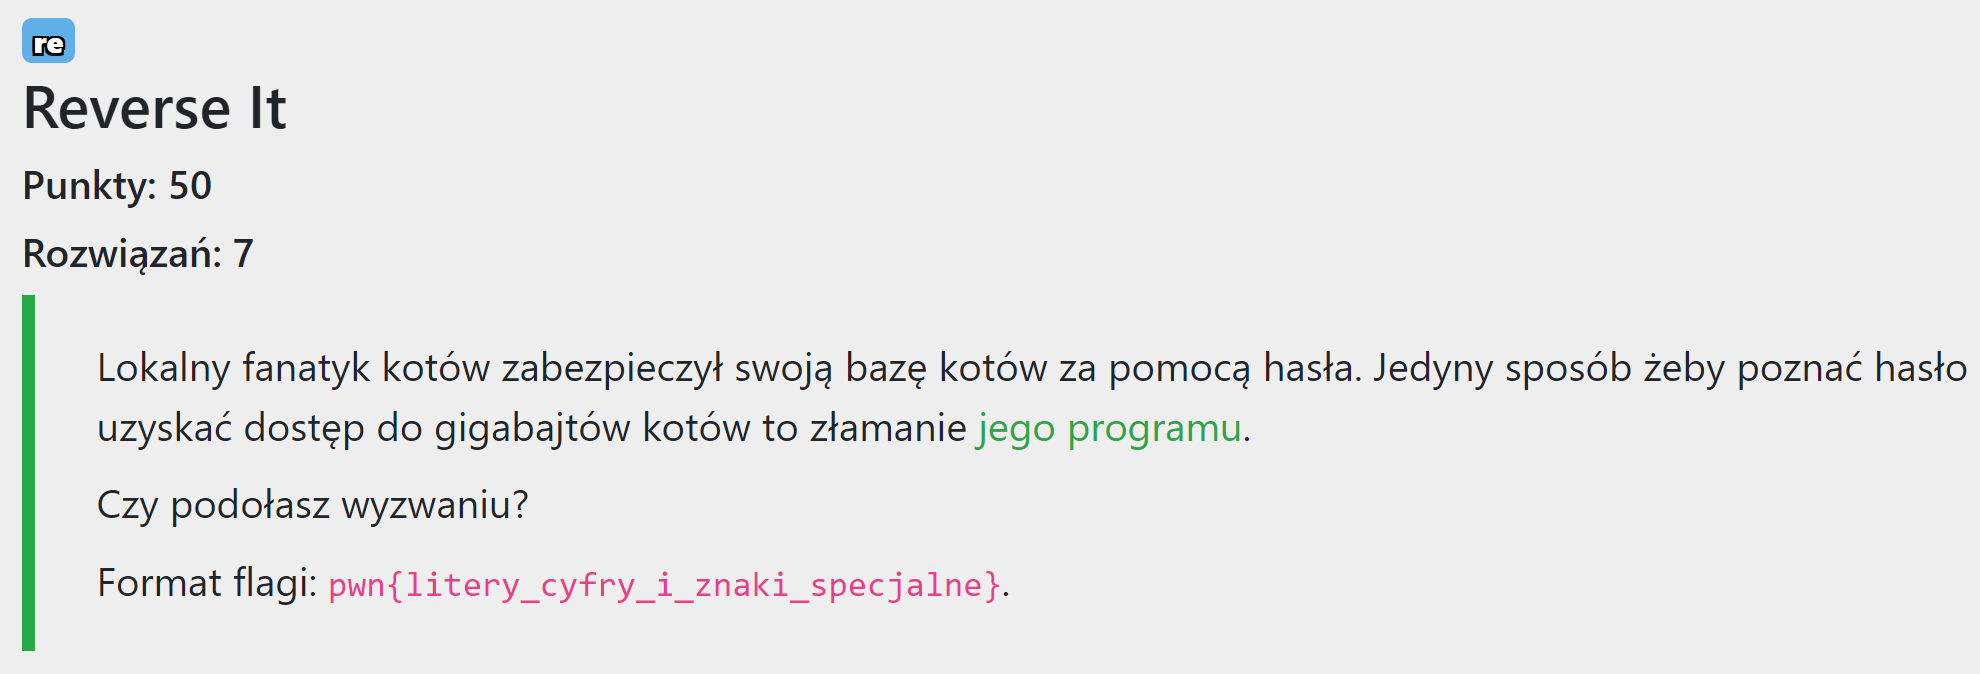 re
Reverse It
Punkty: 50
Rozwiązań: 7
Lokalny fanatyk kotów zabezpieczył swoją bazę kotów za pomocą hasła. Jedyny sposób żeby poznać hasło
uzyskać dostęp do gigabajtów kotów to złamanie jego programu.
Czy podołasz wyzwaniu?
Format flagi: pwn{litery_cyfry_i_znaki_specjalne}.